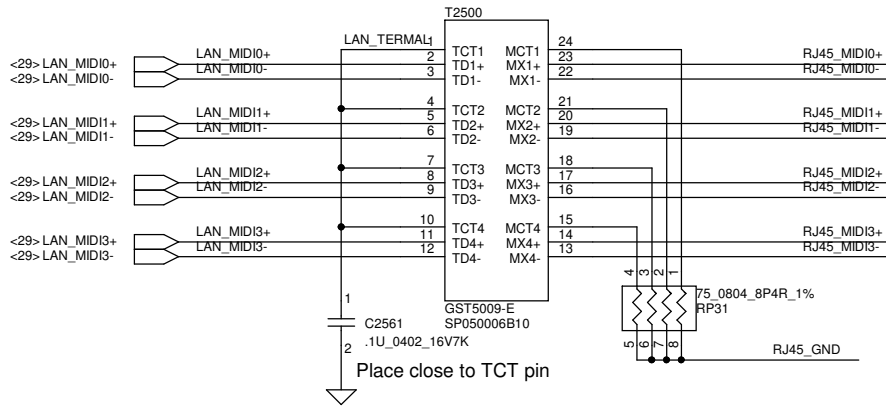 T2500
LAN_TERMAL 1 TCT1 MCT1 24
<29> LAN_MIDI0+ LAN_MIDI0+ 2 TD1+ MX1+ 23 RJ45_MIDI0+
<29> LAN_MIDI0- LAN_MIDI0- 3 TD1- MX1- 22 RJ45_MIDI0-
4 TCT2 MCT2 21
<29> LAN_MIDI1+ LAN_MIDI1+ 5 TD2+ MX2+ 20 RJ45_MIDI1+
<29> LAN_MIDI1- LAN_MIDI1- 6 TD2- MX2- 19 RJ45_MIDI1-
7 TCT3 MCT3 18
<29> LAN_MIDI2+ LAN_MIDI2+ 8 TD3+ MX3+ 17 RJ45_MIDI2+
<29> LAN_MIDI2- LAN_MIDI2- 9 TD3- MX3- 16 RJ45_MIDI2-
10 TCT4 MCT4 15
<29> LAN_MIDI3+ LAN_MIDI3+ 11 TD4+ MX4+ 14 RJ45_MIDI3+
<29> LAN_MIDI3- LAN_MIDI3- 12 TD4- MX4- 13 RJ45_MIDI3-
4 3 2 1
1 75_0804_8P4R_1%
GST5009-E RP31
C2561 SP050006B10
.1U_0402_16V7K
2 5 6 7 8 RJ45_GND
Place close to TCT pin